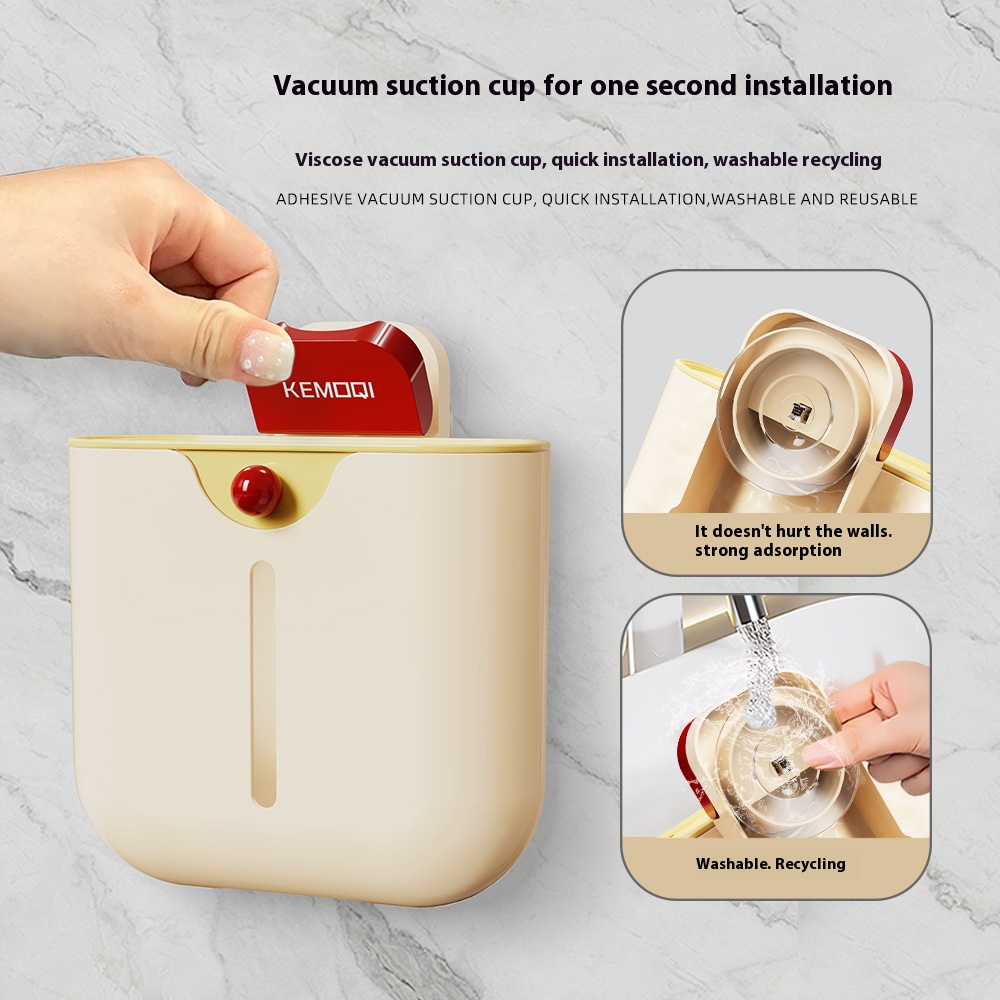 Vacuum suction cup for one second installation
Viscose vacuum suction cup, quick installation, washable recycling
ADHESIVE VACUUM SUCTION CUP, QUICK INSTALLATION,WASHABLE AND REUSABLE
KEMOQI
It doesn't hurt the walls.
strong adsorption
Washable. Recycling